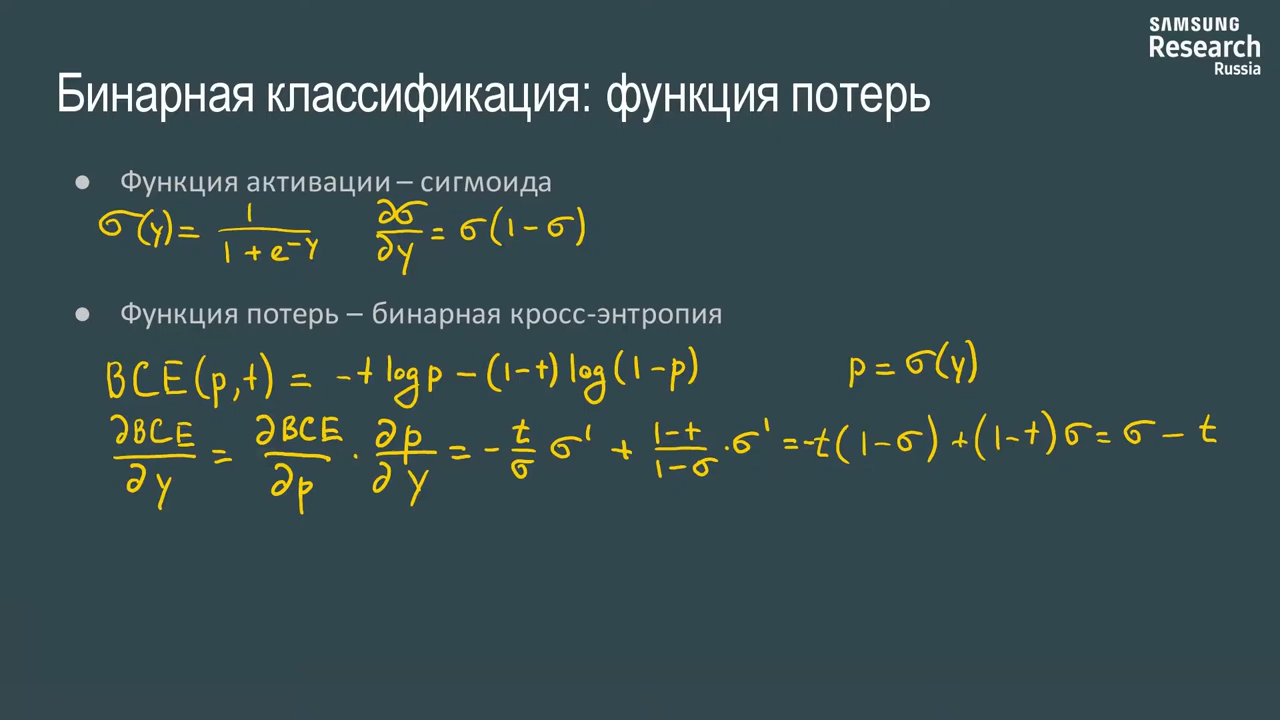 SAMSUNG
Research
Russia
Бинарная классификация: функция потерь
● Функция активации – сигмоида
σ(y) = 1 / (1 + e^-y)    ∂σ/∂y = σ(1 - σ)
● Функция потерь – бинарная кросс-энтропия
BCE(p,t) = -t log p - (1-t) log(1-p)    p = σ(y)
∂BCE/∂y = ∂BCE/∂p · ∂p/∂y = - t/σ σ' + (1-t)/(1-σ) · σ' = -t(1-σ) + (1-t)σ = σ - t